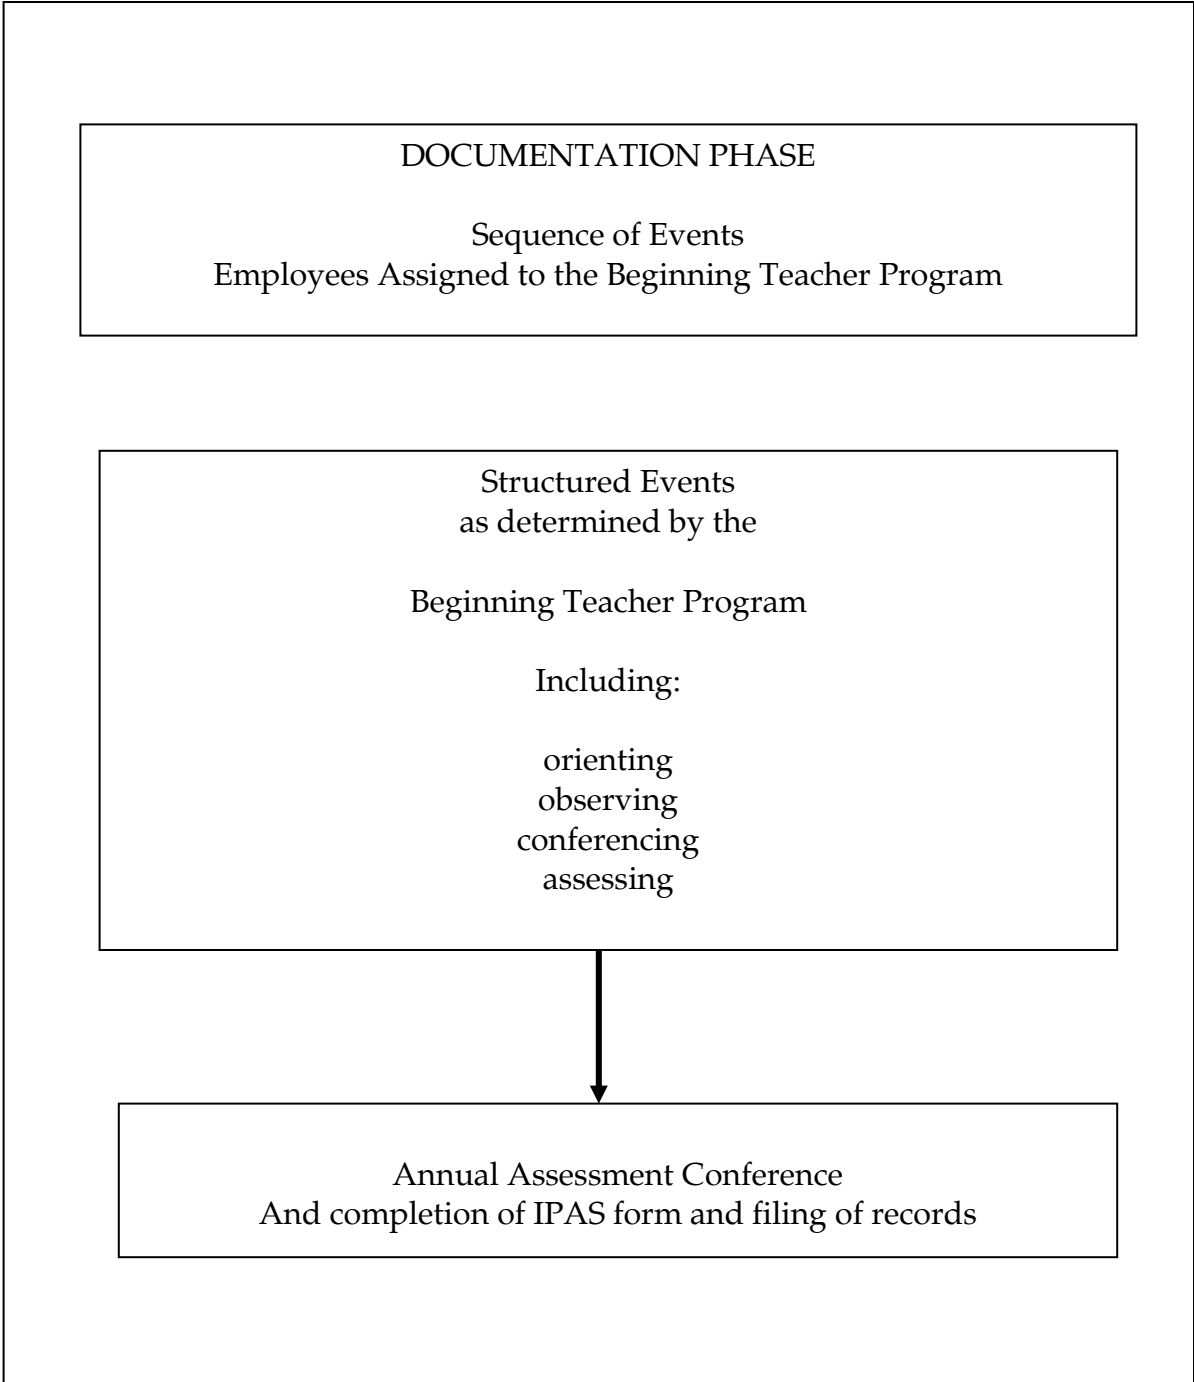 DOCUMENTATION PHASE
Sequence of Events
Employees Assigned to the Beginning Teacher Program
Structured Events
as determined by the
Beginning Teacher Program
Including:
orienting
observing
conferencing
assessing
Annual Assessment Conference
And completion of IPAS form and filing of records